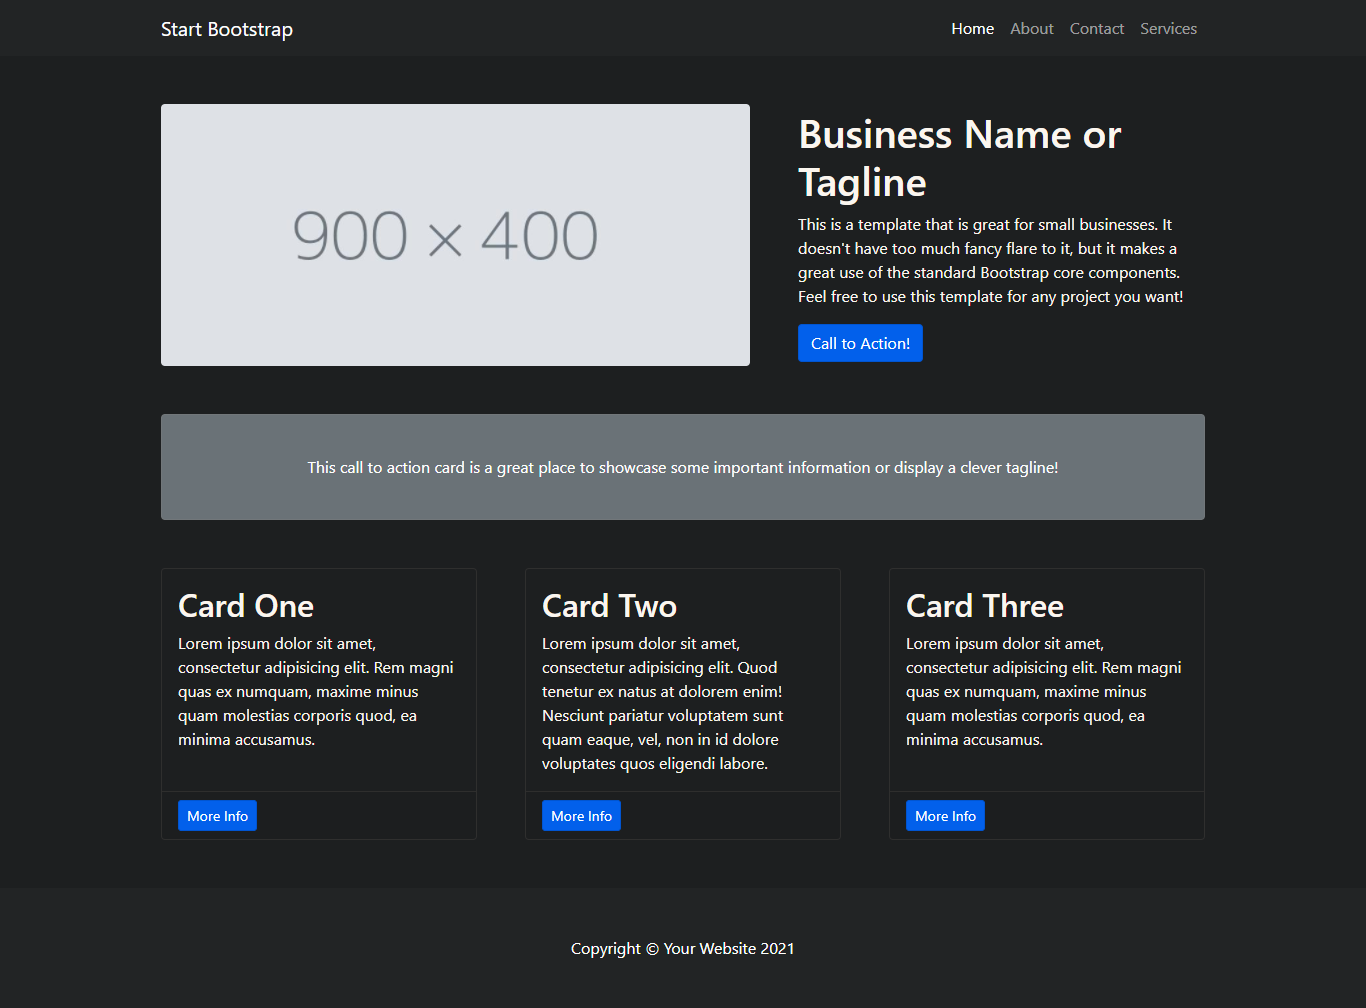 Start Bootstrap
Home About Contact Services
900 × 400
Business Name or
Tagline
This is a template that is great for small businesses. It
doesn't have too much fancy flare to it, but it makes a
great use of the standard Bootstrap core components.
Feel free to use this template for any project you want!
Call to Action!
This call to action card is a great place to showcase some important information or display a clever tagline!
Card One
Lorem ipsum dolor sit amet,
consectetur adipisicing elit. Rem magni
quas ex numquam, maxime minus
quam molestias corporis quod, ea
minima accusamus.
More Info
Card Two
Lorem ipsum dolor sit amet,
consectetur adipisicing elit. Quod
tenetur ex natus at dolorem enim!
Nesciunt pariatur voluptatem sunt
quam eaque, vel, non in id dolore
voluptates quos eligendi labore.
More Info
Card Three
Lorem ipsum dolor sit amet,
consectetur adipisicing elit. Rem magni
quas ex numquam, maxime minus
quam molestias corporis quod, ea
minima accusamus.
More Info
Copyright © Your Website 2021